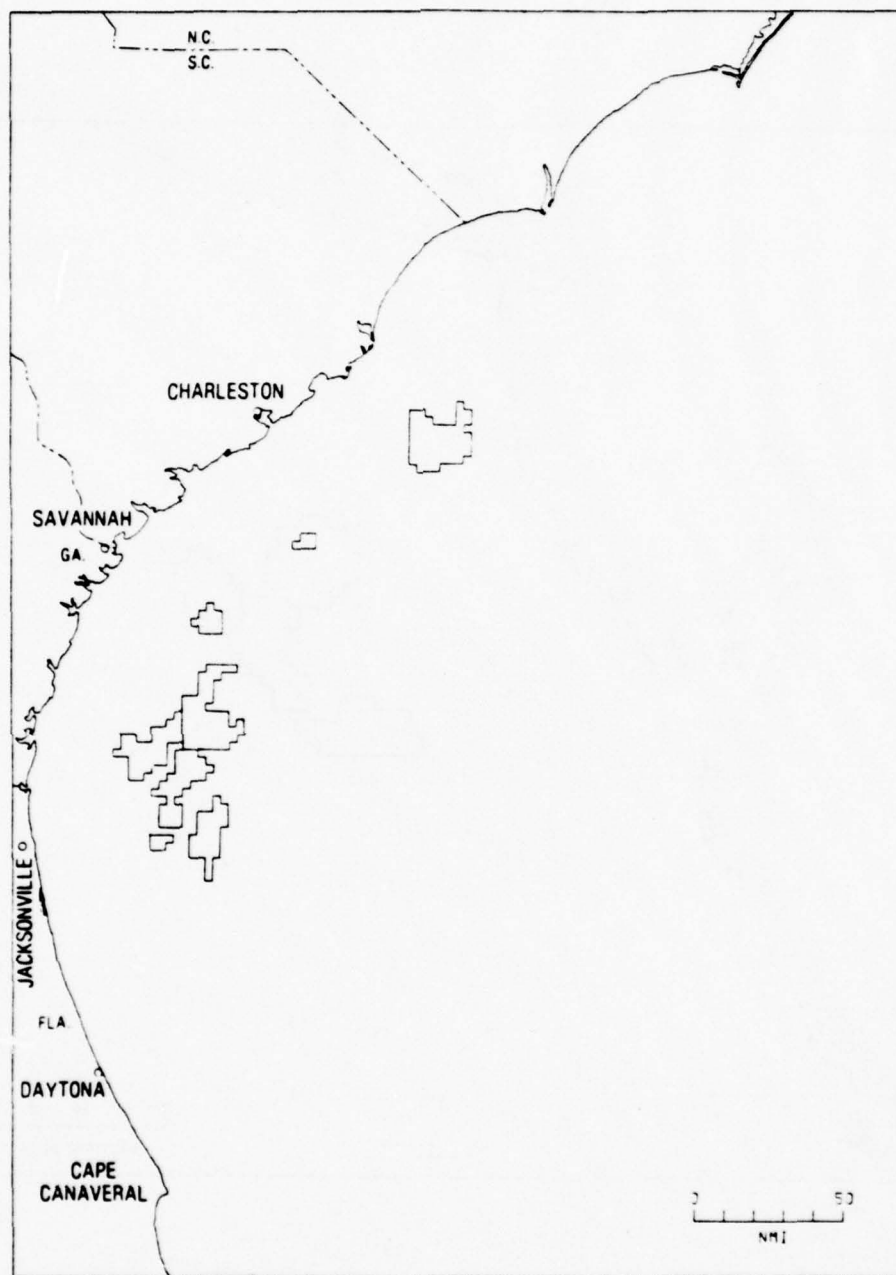 N.C.
S.C.
CHARLESTON
SAVANNAH
GA.
JACKSONVILLE
FLA.
DAYTONA
CAPE
CANAVERAL
0 50
NMI